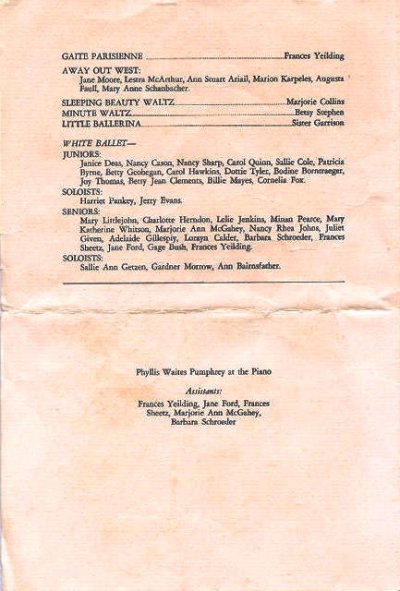 GAITE PARISIENNE ........ Frances Yeilding
AWAY OUT WEST:
Jane Moore, Lestra McArthur, Ann Stuart Ariail, Marion Karpeles, Augusta
Faull, Mary Anne Schanbacher.
SLEEPING BEAUTY WALTZ ........ Marjorie Collins
MINUTE WALTZ ........ Betsy Stephen
LITTLE BALLERINA ........ Sister Garrison
WHITE BALLET—
JUNIORS:
Janice Deas, Nancy Cason, Nancy Sharp, Carol Quinn, Sallie Cole, Patricia
Byrne, Betty Geohegan, Carol Hawkins, Dottie Tyler, Bodine Borntraeger,
Joy Thomas, Betty Jean Clements, Billie Mayes, Cornelia Fox.
SOLOISTS:
Harriet Pankey, Jerry Evans.
SENIORS:
Mary Littlejohn, Charlotte Herndon, Lelie Jenkins, Minan Pearce, Mary
Katherine Whitson, Marjorie Ann McGahey, Nancy Rhea Johns, Juliet
Given, Adelaide Gillespiy, Lorayn Calder, Barbara Schroeder, Frances
Sheetz, Jane Ford, Gage Bush, Frances Yeilding.
SOLOISTS:
Sallie Ann Getzen, Gardner Morrow, Ann Bairnsfather.
Phyllis Waites Pumphrey at the Piano
Assistants:
Frances Yeilding, Jane Ford, Frances
Sheetz, Marjorie Ann McGahey,
Barbara Schroeder